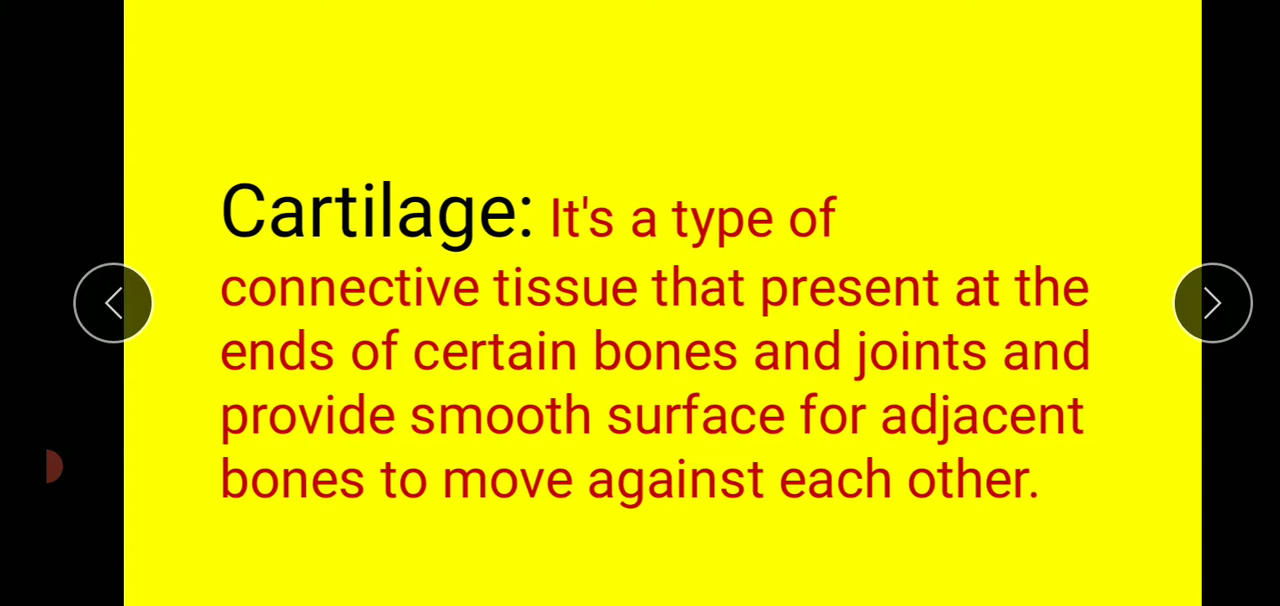 Cartilage: It's a type of
connective tissue that present at the
ends of certain bones and joints and
provide smooth surface for adjacent
bones to move against each other.